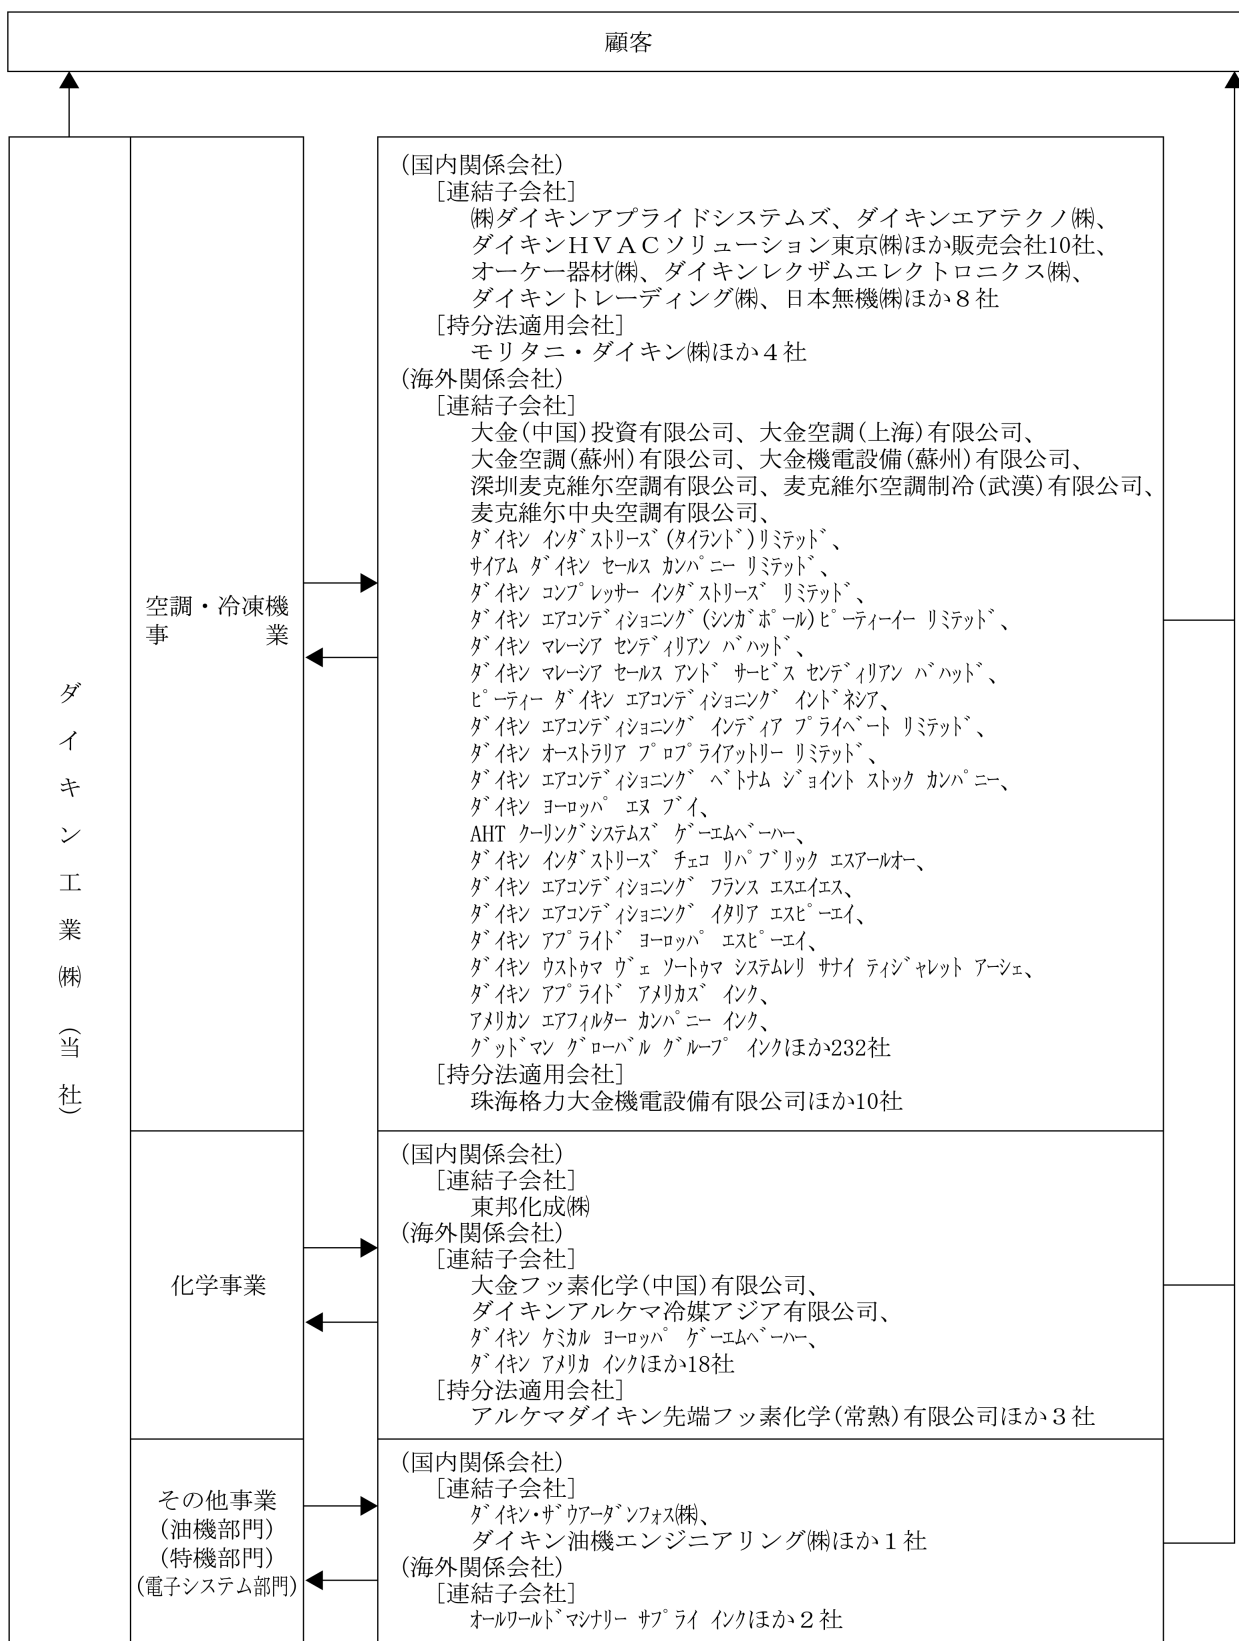 顧客
ダイキン工業㈱(当社)
空調・冷凍機
事業
(国内関係会社)
[連結子会社]
㈱ダイキンアプライドシステムズ、ダイキンエアテクノ㈱、
ダイキンHVACソリューション東京㈱ほか販売会社10社、
オーケー器材㈱、ダイキンレクザムエレクトロニクス㈱、
ダイキントレーディング㈱、日本無機㈱ほか8社
[持分法適用会社]
モリタニ・ダイキン㈱ほか4社
(海外関係会社)
[連結子会社]
大金(中国)投資有限公司、大金空調(上海)有限公司、
大金空調(蘇州)有限公司、大金機電設備(蘇州)有限公司、
深圳麦克維尓空調有限公司、麦克維尓空調制冷(武漢)有限公司、
麦克維尓中央空調有限公司、
ダイキン インダストリーズ(タイランド)リミテッド、
サイアム ダイキン セールス カンパニー リミテッド、
ダイキン コンプレッサー インダストリーズ リミテッド、
ダイキン エアコンディショニング(シンガポール)ピーティーイー リミテッド、
ダイキン マレーシア センディリアン バハッド、
ダイキン マレーシア セールス アンド サービス センディリアン バハッド、
ピーティー ダイキン エアコンディショニング インドネシア、
ダイキン エアコンディショニング インディア プライベート リミテッド、
ダイキン オーストラリア プロプライアットリー リミテッド、
ダイキン エアコンディショニング ベトナム ジョイント ストック カンパニー、
ダイキン ヨーロッパ エヌ ブイ、
AHT クーリングシステムズ ゲーエムベーハー、
ダイキン インダストリーズ チェコ リパブリック エスアールオー、
ダイキン エアコンディショニング フランス エスエイエス、
ダイキン エアコンディショニング イタリア エスピーエイ、
ダイキン アプライド ヨーロッパ エスピーエイ、
ダイキン ウストゥマ ヴェ ソートゥマ システムレリ サナイ ティジャレット アーシェ、
ダイキン アプライド アメリカズ インク、
アメリカン エアフィルター カンパニー インク、
グッドマン グローバル グループ インクほか232社
[持分法適用会社]
珠海格力大金機電設備有限公司ほか10社
化学事業
(国内関係会社)
[連結子会社]
東邦化成㈱
(海外関係会社)
[連結子会社]
大金フッ素化学(中国)有限公司、
ダイキンアルケマ冷媒アジア有限公司、
ダイキン ケミカル ヨーロッパ ゲーエムベーハー、
ダイキン アメリカ インクほか18社
[持分法適用会社]
アルケマダイキン先端フッ素化学(常熟)有限公司ほか3社
その他事業
(油機部門)
(特機部門)
(電子システム部門)
(国内関係会社)
[連結子会社]
ダイキン・ザウアーダンフォス㈱、
ダイキン油機エンジニアリング㈱ほか1社
(海外関係会社)
[連結子会社]
オールワールドマシナリー サプライ インクほか2社